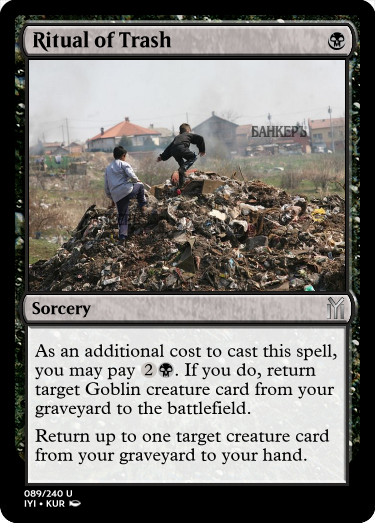 Ritual of Trash
БАНКЕРЪ
Sorcery
IYI
As an additional cost to cast this spell,
you may pay 2. If you do, return
target Goblin creature card from your
graveyard to the battlefield.
Return up to one target creature card
from your graveyard to your hand.
089/240 U
IYI • KUR